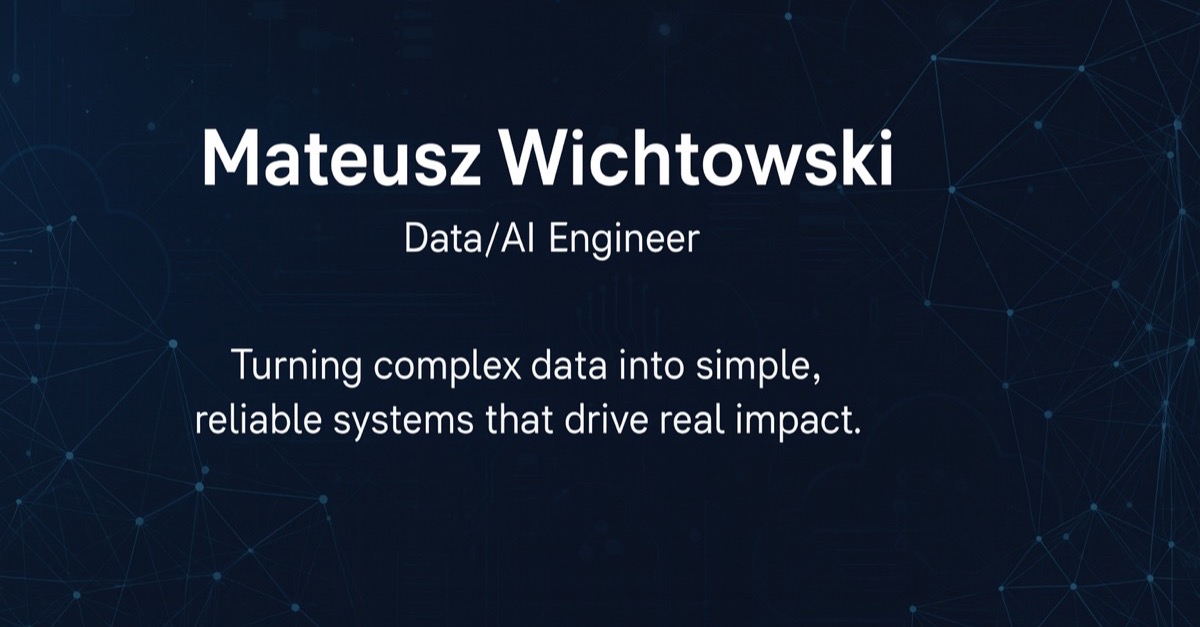 Mateusz Wichtowski
Data/AI Engineer
Turning complex data into simple,
reliable systems that drive real impact.